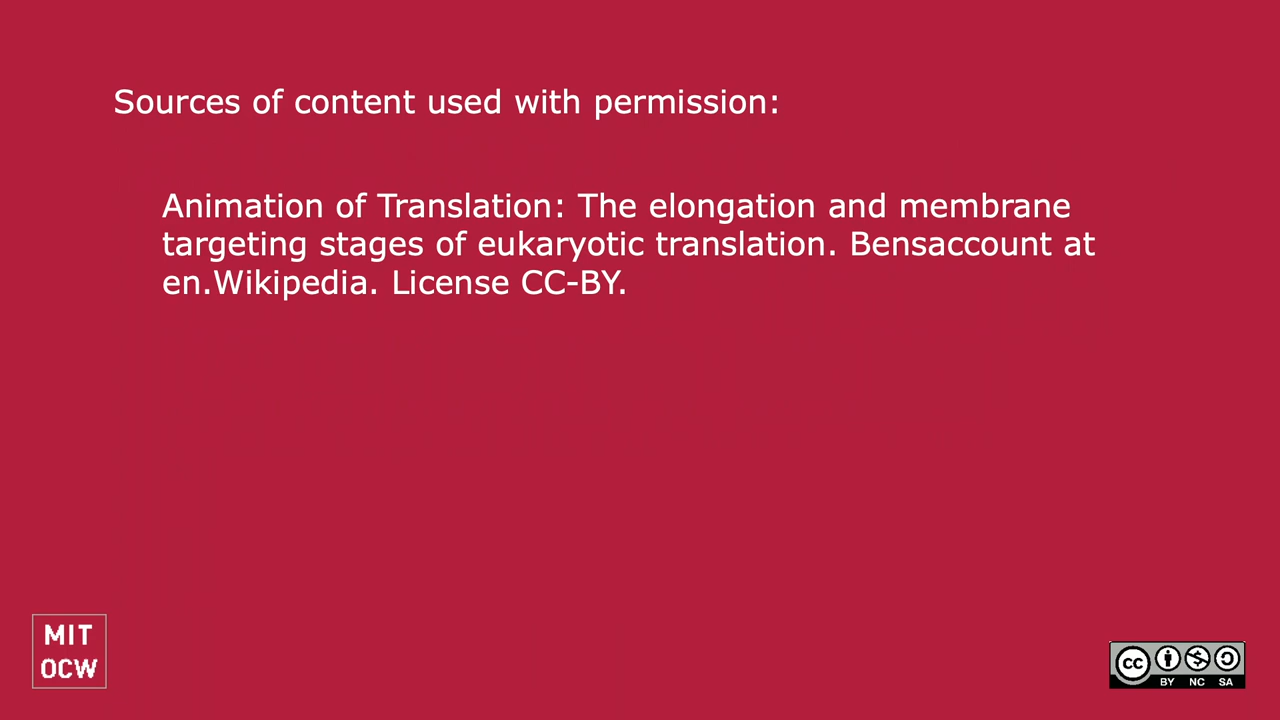 Sources of content used with permission:
Animation of Translation: The elongation and membrane
targeting stages of eukaryotic translation. Bensaccount at
en.Wikipedia. License CC-BY.
MIT
OCW
cc
BY NC SA